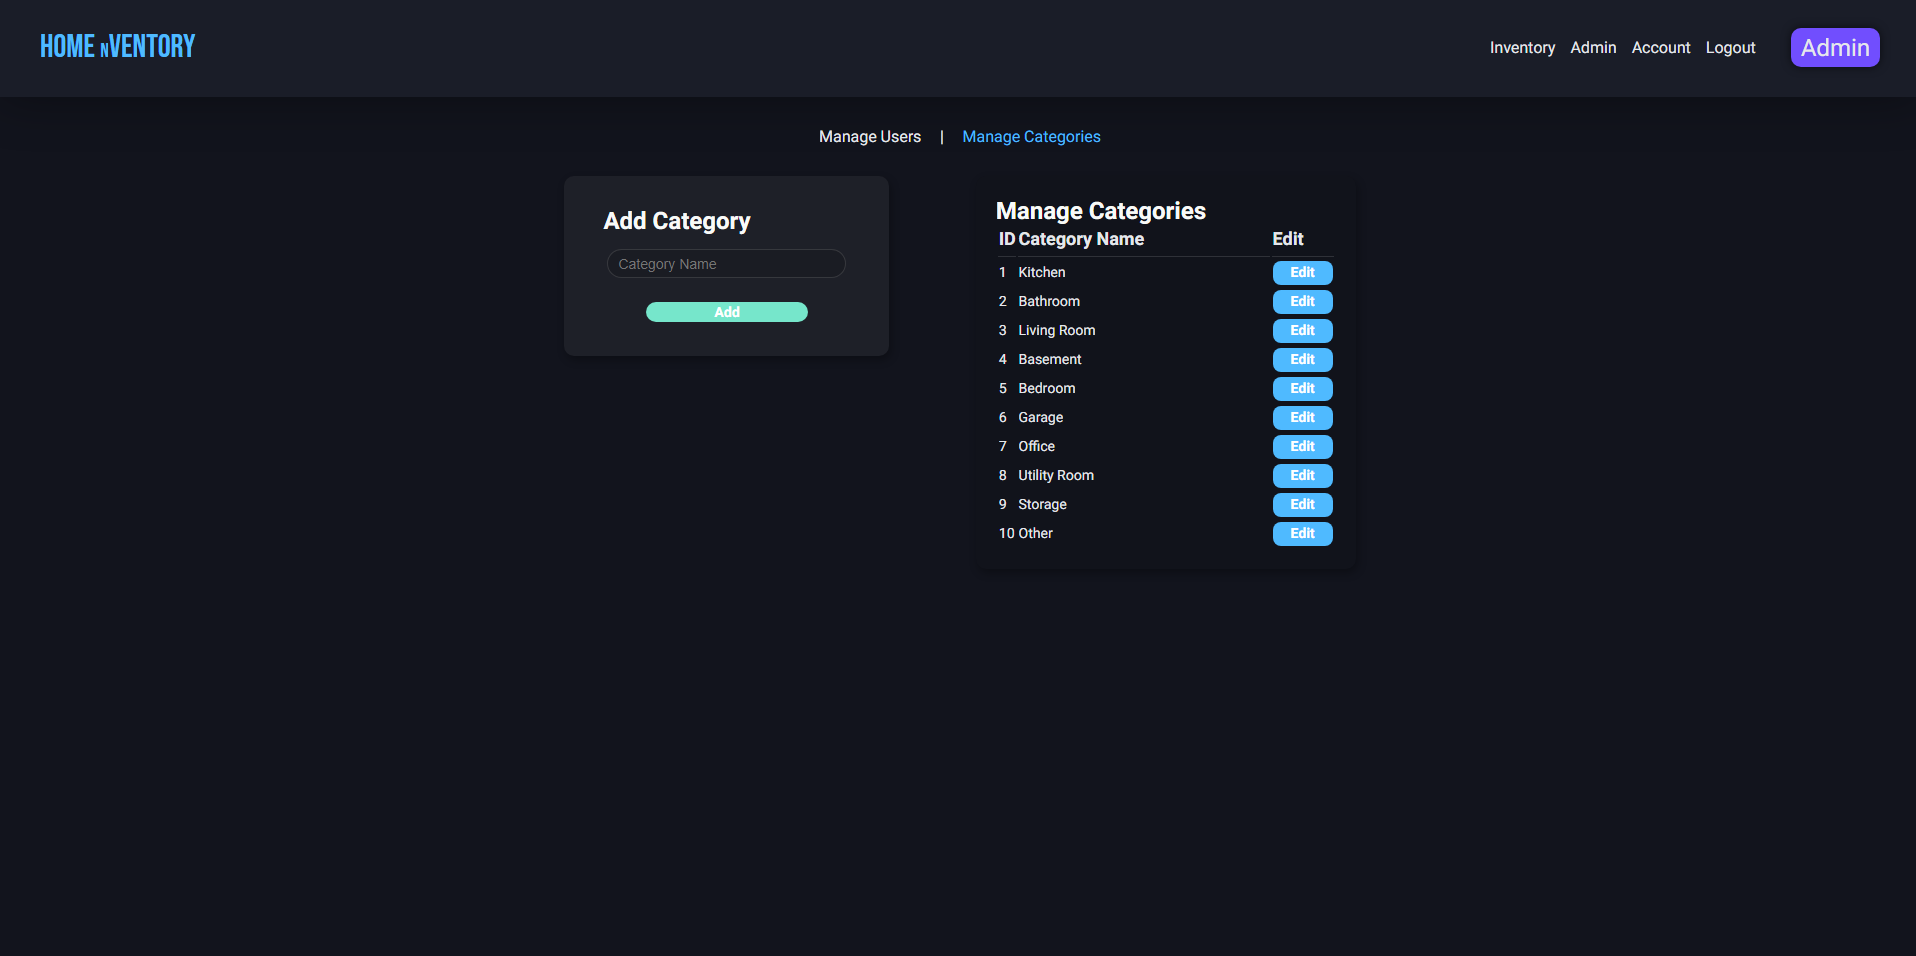 HOME NVENTORY
Inventory Admin Account Logout Admin
Manage Users | Manage Categories
Add Category
Category Name
Add
Manage Categories
ID Category Name Edit
1 Kitchen Edit
2 Bathroom Edit
3 Living Room Edit
4 Basement Edit
5 Bedroom Edit
6 Garage Edit
7 Office Edit
8 Utility Room Edit
9 Storage Edit
10 Other Edit